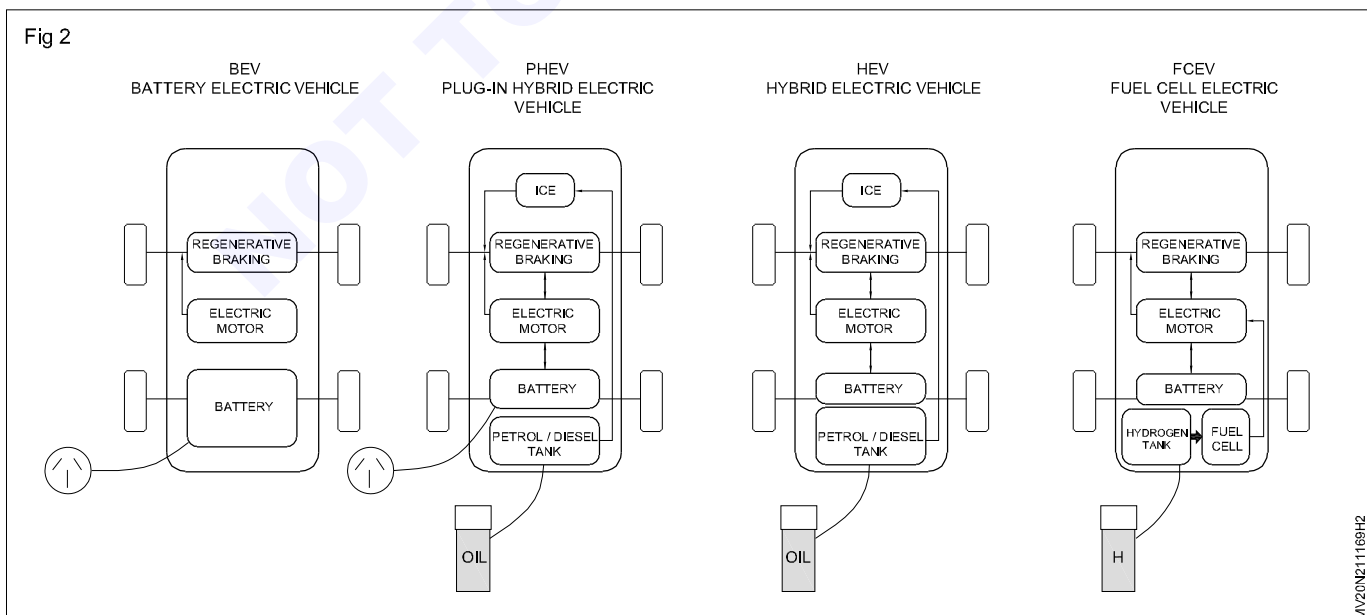 Fig 2
BEV
BATTERY ELECTRIC VEHICLE
REGENERATIVE
BRAKING
ELECTRIC
MOTOR
BATTERY
PHEV
PLUG-IN HYBRID ELECTRIC
VEHICLE
ICE
REGENERATIVE
BRAKING
ELECTRIC
MOTOR
BATTERY
PETROL / DIESEL
TANK
OIL
HEV
HYBRID ELECTRIC VEHICLE
ICE
REGENERATIVE
BRAKING
ELECTRIC
MOTOR
BATTERY
PETROL / DIESEL
TANK
OIL
FCEV
FUEL CELL ELECTRIC
VEHICLE
REGENERATIVE
BRAKING
ELECTRIC
MOTOR
BATTERY
HYDROGEN
TANK
FUEL
CELL
H
NOT TO